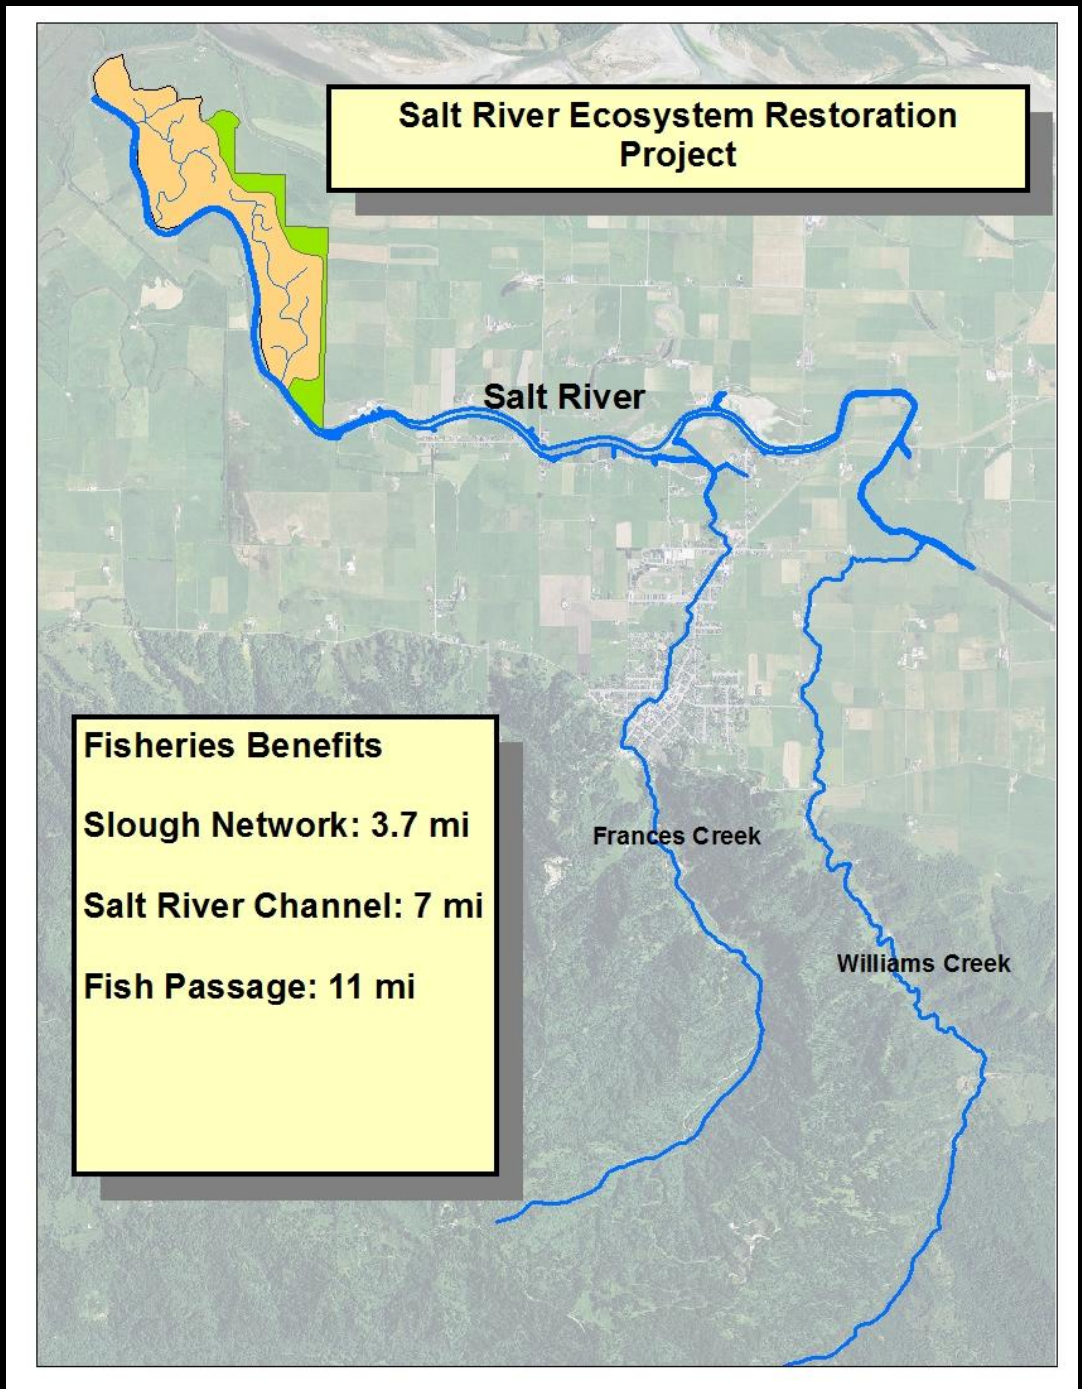 Salt River Ecosystem Restoration
Project
Salt River
Fisheries Benefits
Slough Network: 3.7 mi
Salt River Channel: 7 mi
Fish Passage: 11 mi
Frances Creek
Williams Creek